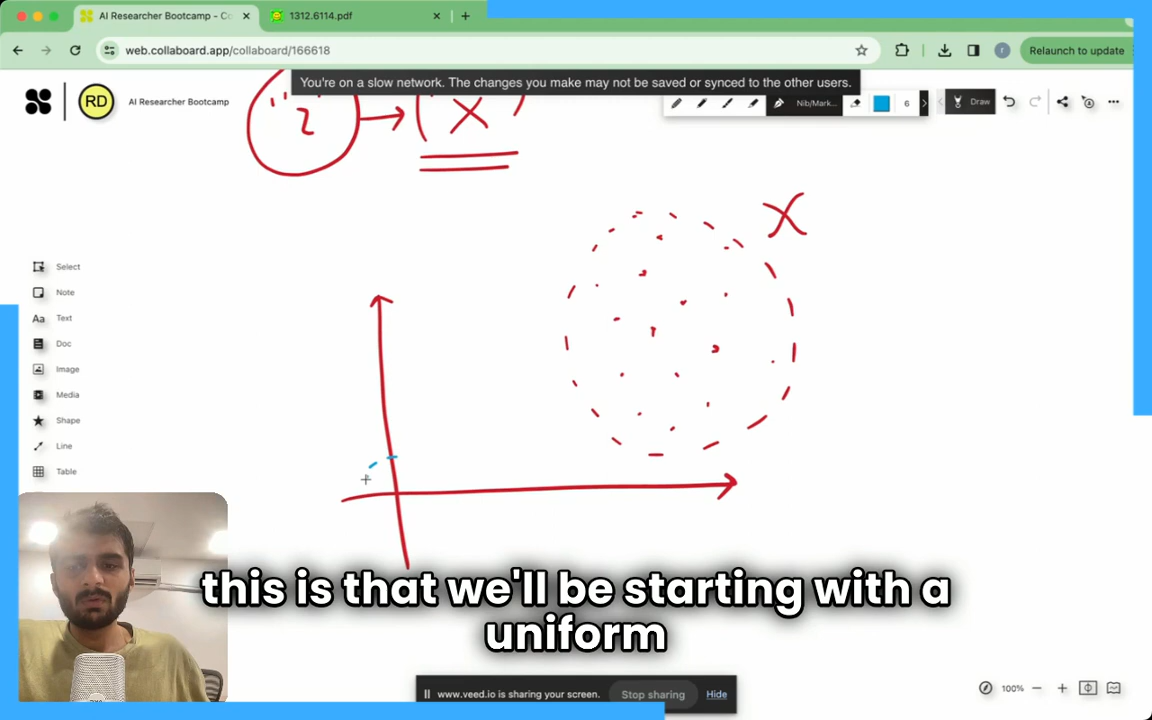 AI Researcher Bootcamp - Co
1312.6114.pdf
web.collaboard.app/collaboard/166618
Relaunch to update
You're on a slow network. The changes you make may not be saved or synced to the other users.
RD
AI Researcher Bootcamp
Nib/Mark...
6
Draw
"2" → (X)
X
Select
Note
Aa Text
Doc
Image
Media
Shape
Line
Table
this is that we'll be starting with a
uniform
www.veed.io is sharing your screen.
Stop sharing
Hide
100%